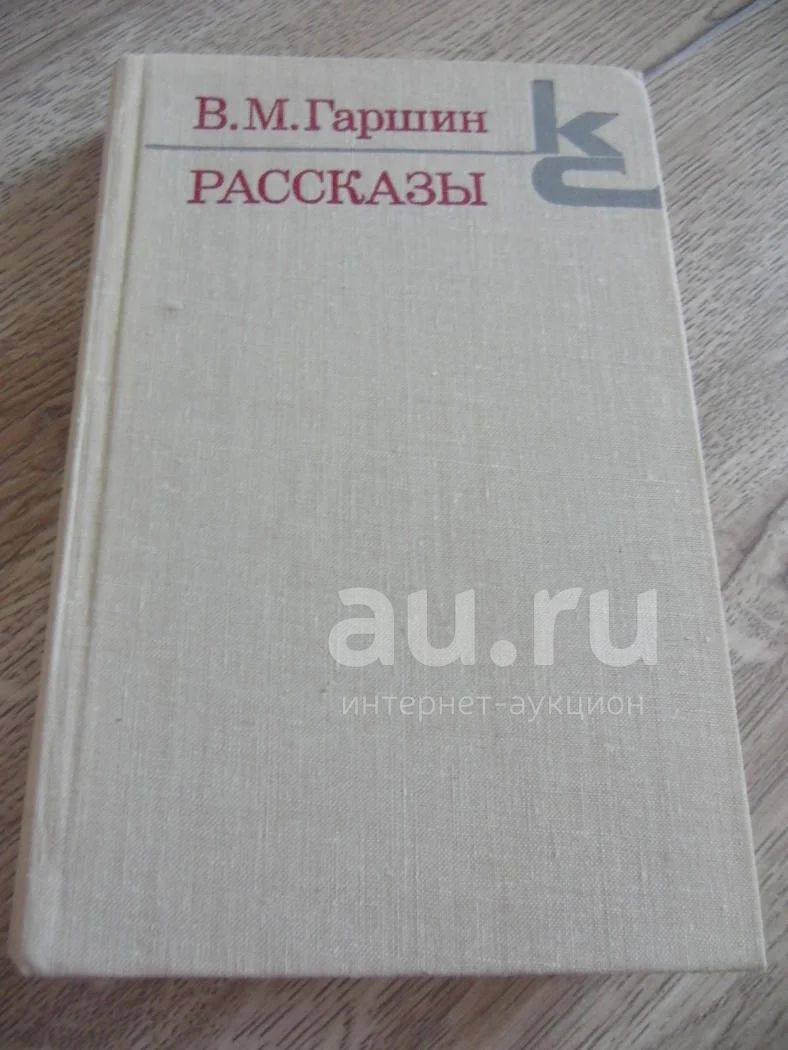 В.М.Гаршин
РАССКАЗЫ
кс
au.ru
интернет-аукцион